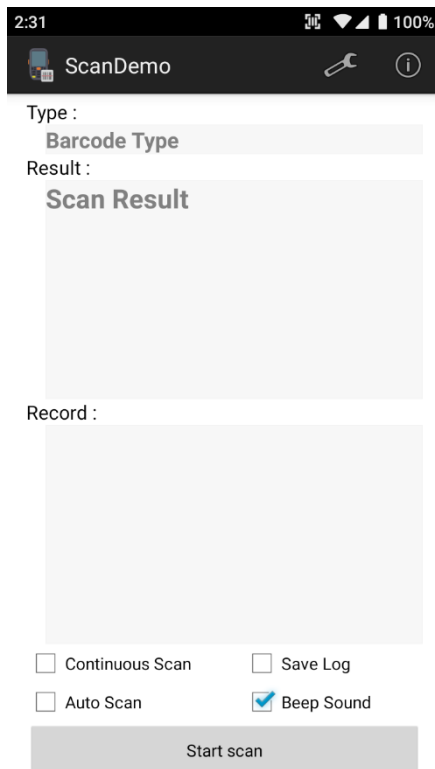 2:31 100%
ScanDemo
Type :
Barcode Type
Result :
Scan Result
Record :
Continuous Scan Save Log
Auto Scan Beep Sound
Start scan